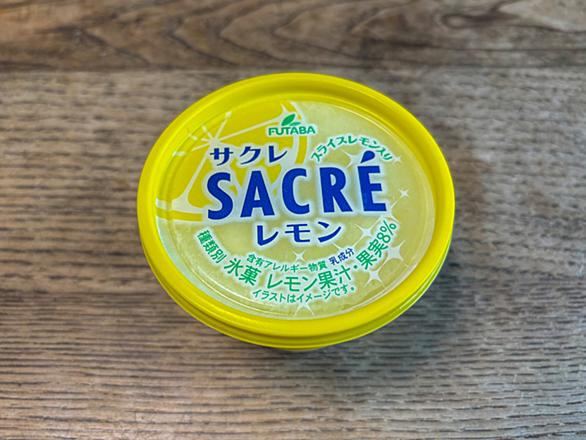 FUTABA
スライスレモン入り
サクレ
SACRÉ
レモン
含有アレルギー物質 乳成分
種類別 氷菓 レモン果汁・果実8%
イラストはイメージです。